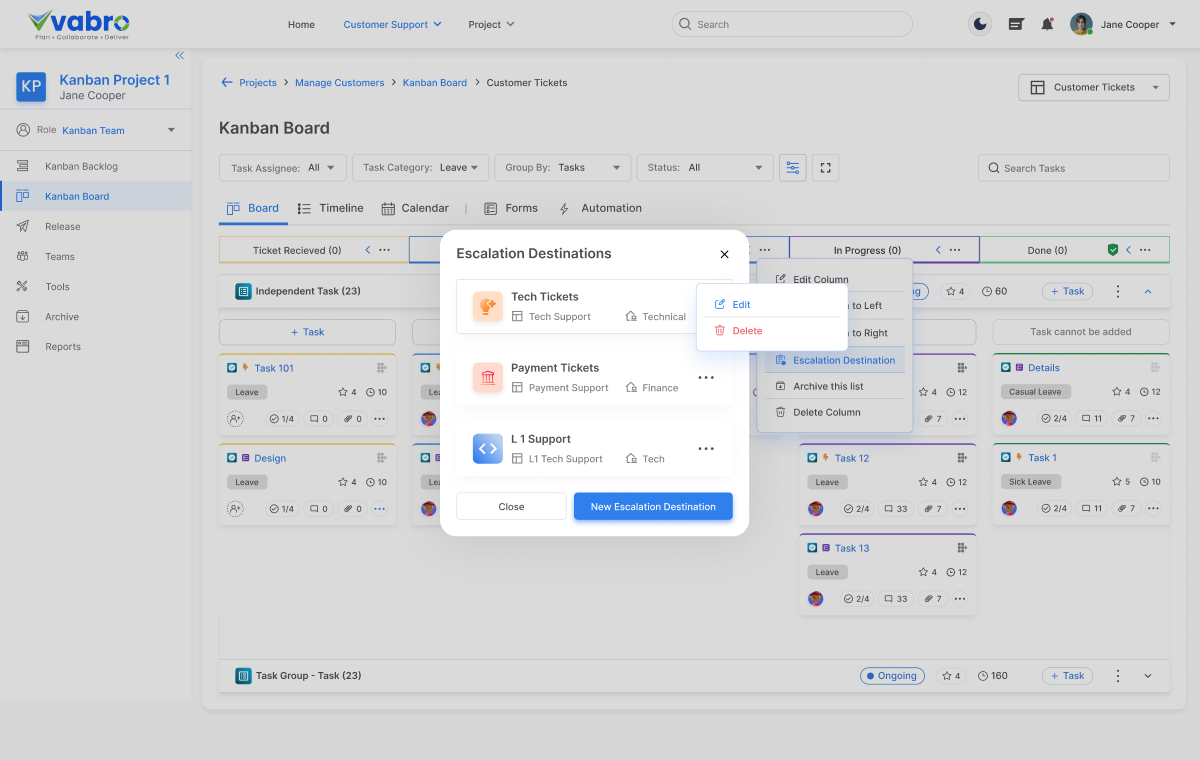 vabro
Plan • Collaborate • Deliver
Home
Customer Support
Project
Search
Jane Cooper
KP
Kanban Project 1
Jane Cooper
Role Kanban Team
Kanban Backlog
Kanban Board
Release
Teams
Tools
Archive
Reports
Projects > Manage Customers > Kanban Board > Customer Tickets
Customer Tickets
Kanban Board
Task Assignee: All
Task Category: Leave
Group By: Tasks
Status: All
Search Tasks
Board
Timeline
Calendar
Forms
Automation
Ticket Recieved (0)
In Progress (0)
Done (0)
Independent Task (23)
4
60
+ Task
+ Task
Task cannot be added
Task 101
Leave
4
10
1/4
0
0
Design
Leave
4
10
1/4
0
0
Escalation Destinations
Tech Tickets
Tech Support
Technical
Payment Tickets
Payment Support
Finance
L 1 Support
L1 Tech Support
Tech
Close
New Escalation Destination
Edit
Delete
Edit Column
to Left
to Right
Escalation Destination
Archive this list
Delete Column
4
12
7
Task 12
Leave
4
12
2/4
33
7
Task 13
Leave
4
12
2/4
33
7
Details
Casual Leave
4
12
2/4
11
7
Task 1
Sick Leave
5
10
2/4
11
7
Task Group - Task (23)
Ongoing
4
160
+ Task